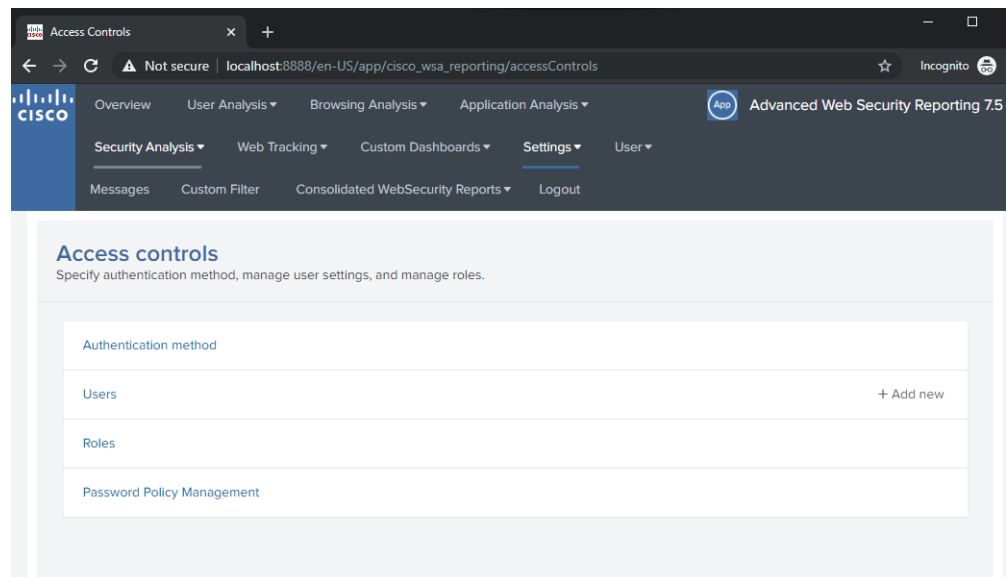 Access Controls
Not secure | localhost:8888/en-US/app/cisco_wsa_reporting/accessControls Incognito
CISCO Overview User Analysis Browsing Analysis Application Analysis App Advanced Web Security Reporting 7.5
Security Analysis Web Tracking Custom Dashboards Settings User
Messages Custom Filter Consolidated WebSecurity Reports Logout
Access controls
Specify authentication method, manage user settings, and manage roles.
Authentication method
Users + Add new
Roles
Password Policy Management